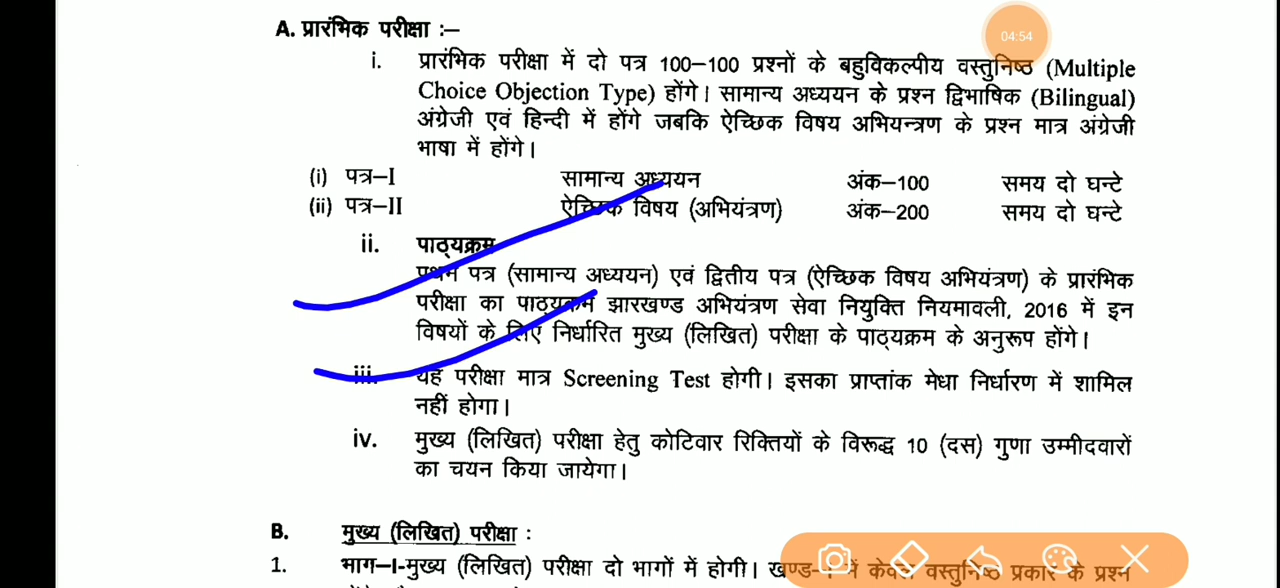 04:54
A. प्रारंभिक परीक्षा :–
i. प्रारंभिक परीक्षा में दो पत्र 100–100 प्रश्नों के बहुविकल्पीय वस्तुनिष्ठ (Multiple
Choice Objection Type) होंगे। सामान्य अध्ययन के प्रश्न द्विभाषिक (Bilingual)
अंग्रेजी एवं हिन्दी में होंगे जबकि ऐच्छिक विषय अभियन्त्रण के प्रश्न मात्र अंग्रेजी
भाषा में होंगे।
(i) पत्र–I सामान्य अध्ययन अंक–100 समय दो घन्टे
(ii) पत्र–II ऐच्छिक विषय (अभियंत्रण) अंक–200 समय दो घन्टे
ii. पाठ्यक्रम
प्रथम पत्र (सामान्य अध्ययन) एवं द्वितीय पत्र (ऐच्छिक विषय अभियंत्रण) के प्रारंभिक
परीक्षा का पाठ्यक्रम झारखण्ड अभियंत्रण सेवा नियुक्ति नियमावली, 2016 में इन
विषयों के लिए निर्धारित मुख्य (लिखित) परीक्षा के पाठ्यक्रम के अनुरूप होंगे।
iii. यह परीक्षा मात्र Screening Test होगी। इसका प्राप्तांक मेधा निर्धारण में शामिल
नहीं होगा।
iv. मुख्य (लिखित) परीक्षा हेतु कोटिवार रिक्तियों के विरूद्ध 10 (दस) गुणा उम्मीदवारों
का चयन किया जायेगा।
B. मुख्य (लिखित) परीक्षा :
1. भाग–I-मुख्य (लिखित) परीक्षा दो भागों में होगी। खण्ड में केवल वस्तुनिष्ठ प्रकार के प्रश्न